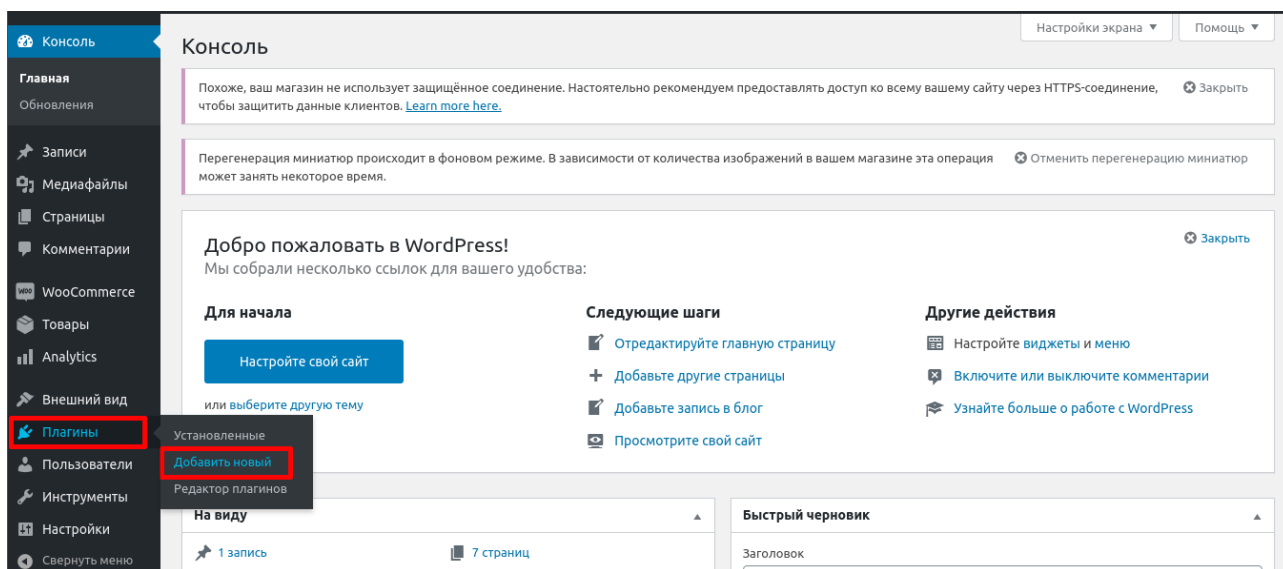 Настройки экрана ▼
Помощь ▼
Консоль
Главная
Обновления
Записи
Медиафайлы
Страницы
Комментарии
WooCommerce
Товары
Analytics
Внешний вид
Плагины
Пользователи
Инструменты
Настройки
Свернуть меню
Установленные
Добавить новый
Редактор плагинов
Консоль
Похоже, ваш магазин не использует защищённое соединение. Настоятельно рекомендуем предоставлять доступ ко всему вашему сайту через HTTPS-соединение,
чтобы защитить данные клиентов. Learn more here.
Закрыть
Перегенерация миниатюр происходит в фоновом режиме. В зависимости от количества изображений в вашем магазине эта операция
может занять некоторое время.
Отменить перегенерацию миниатюр
Добро пожаловать в WordPress!
Мы собрали несколько ссылок для вашего удобства:
Закрыть
Для начала
Настройте свой сайт
или выберите другую тему
Следующие шаги
Отредактируйте главную страницу
Добавьте другие страницы
Добавьте запись в блог
Просмотрите свой сайт
Другие действия
Настройте виджеты и меню
Включите или выключите комментарии
Узнайте больше о работе с WordPress
На виду
1 запись
7 страниц
Быстрый черновик
Заголовок